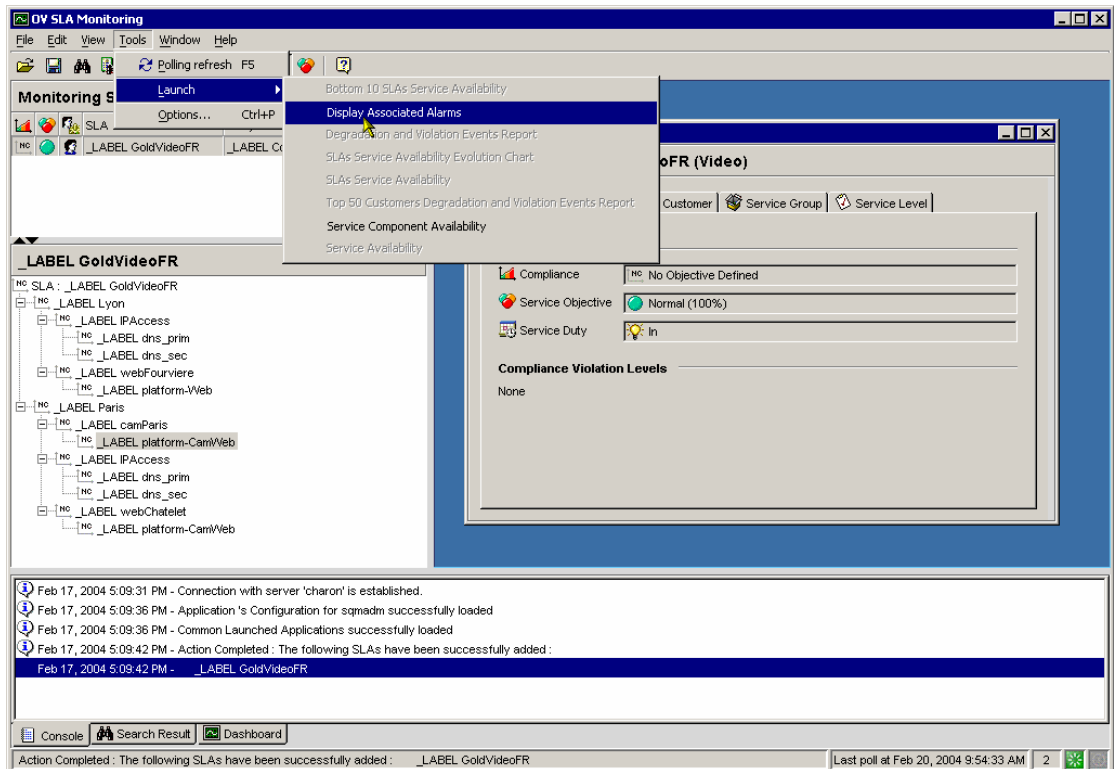 OV SLA Monitoring
File Edit View Tools Window Help
Polling refresh F5
Launch
Options... Ctrl+P
Bottom 10 SLAs Service Availability
Display Associated Alarms
Degradation and Violation Events Report
SLAs Service Availability Evolution Chart
SLAs Service Availability
Top 50 Customers Degradation and Violation Events Report
Service Component Availability
Service Availability
Monitoring S
SLA
NC _LABEL GoldVideoFR _LABEL Co
oFR (Video)
Customer Service Group Service Level
Compliance NC No Objective Defined
Service Objective Normal (100%)
Service Duty In
Compliance Violation Levels
None
_LABEL GoldVideoFR
NC SLA : _LABEL GoldVideoFR
NC _LABEL Lyon
NC _LABEL IPAccess
NC _LABEL dns_prim
NC _LABEL dns_sec
NC _LABEL webFourviere
NC _LABEL platform-Web
NC _LABEL Paris
NC _LABEL camParis
NC _LABEL platform-CamWeb
NC _LABEL IPAccess
NC _LABEL dns_prim
NC _LABEL dns_sec
NC _LABEL webChatelet
NC _LABEL platform-CamWeb
Feb 17, 2004 5:09:31 PM - Connection with server 'charon' is established.
Feb 17, 2004 5:09:36 PM - Application 's Configuration for sqmadm successfully loaded
Feb 17, 2004 5:09:36 PM - Common Launched Applications successfully loaded
Feb 17, 2004 5:09:42 PM - Action Completed : The following SLAs have been successfully added :
Feb 17, 2004 5:09:42 PM - _LABEL GoldVideoFR
Console Search Result Dashboard
Action Completed : The following SLAs have been successfully added : _LABEL GoldVideoFR Last poll at Feb 20, 2004 9:54:33 AM 2